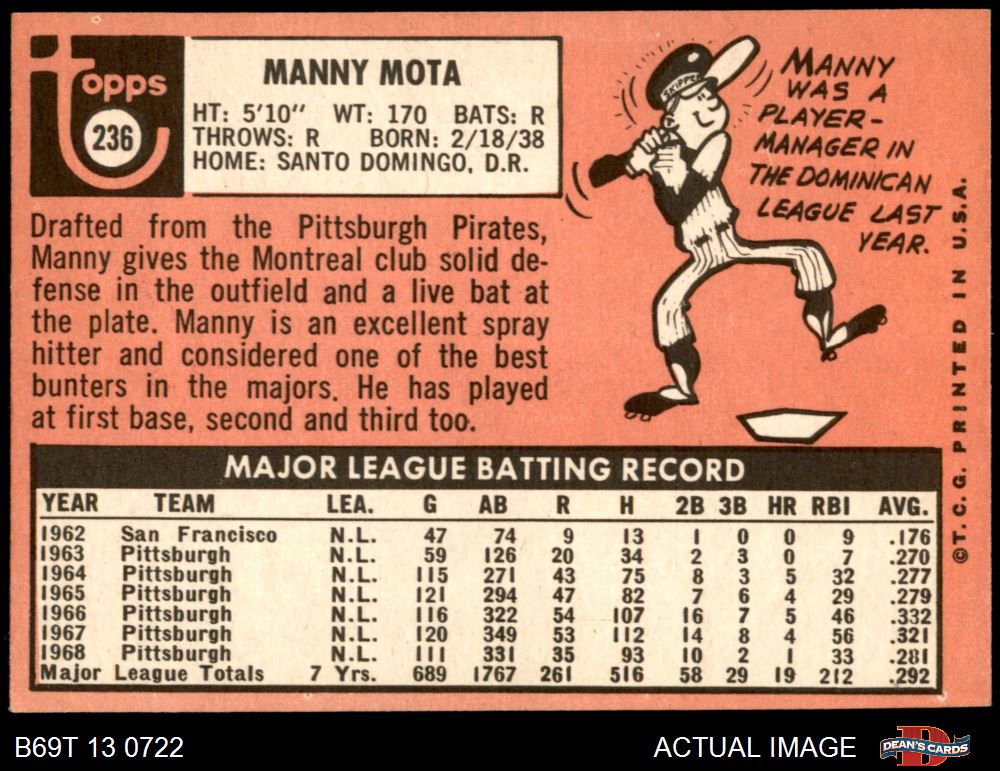 Topps
236
MANNY MOTA
HT: 5'10" WT: 170 BATS: R
THROWS: R BORN: 2/18/38
HOME: SANTO DOMINGO, D.R.
SKIPPER
MANNY
WAS A
PLAYER-
MANAGER IN
THE DOMINICAN
LEAGUE LAST
YEAR.
Drafted from the Pittsburgh Pirates,
Manny gives the Montreal club solid de-
fense in the outfield and a live bat at
the plate. Manny is an excellent spray
hitter and considered one of the best
bunters in the majors. He has played
at first base, second and third too.
©T. C. G. PRINTED IN U.S.A.
MAJOR LEAGUE BATTING RECORD
YEAR TEAM LEA. G AB R H 2B 3B HR RBI AVG.
1962 San Francisco N.L. 47 74 9 13 1 0 0 9 .176
1963 Pittsburgh N.L. 59 126 20 34 2 3 0 7 .270
1964 Pittsburgh N.L. 115 271 43 75 8 3 5 32 .277
1965 Pittsburgh N.L. 121 294 47 82 7 6 4 29 .279
1966 Pittsburgh N.L. 116 322 54 107 16 7 5 46 .332
1967 Pittsburgh N.L. 120 349 53 112 14 8 4 56 .321
1968 Pittsburgh N.L. 111 331 35 93 10 2 1 33 .281
Major League Totals 7 Yrs. 689 1767 261 516 58 29 19 212 .292
B69T 13 0722
ACTUAL IMAGE
DEAN'S CARDS